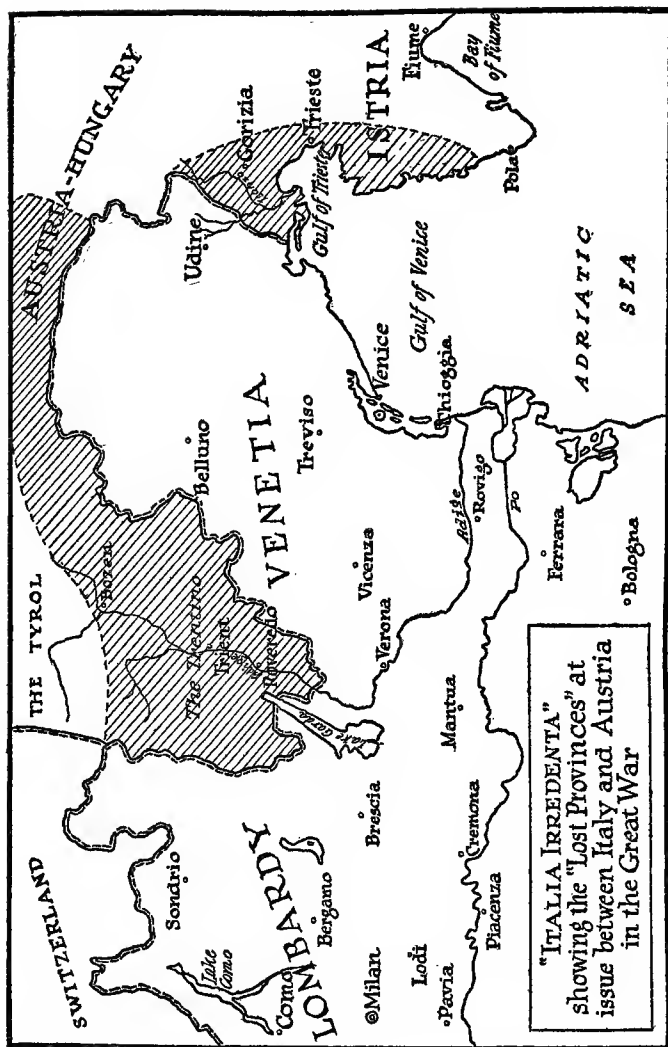 SWITZERLAND
THE TYROL
AUSTRIA-HUNGARY
Sondrio
Bozen
The Trentino
Trient
Roveredo
Lake Garda
Belluno
Udine
Gorizia
Trieste
Gulf of Trieste
ISTRIA
Fiume
Bay
of Fiume
Pola
Lake
Como
Como
LOMBARDY
Bergamo
Brescia
VENETIA
Treviso
Vicenza
Verona
Venice
Gulf of Venice
Chioggia
Milan
Lodi
Pavia
Cremona
Piacenza
Mantua
Adige
Rovigo
Po
Ferrara
Bologna
ADRIATIC
SEA
"ITALIA IRREDENTA"
showing the "Lost Provinces" at
issue between Italy and Austria
in the Great War